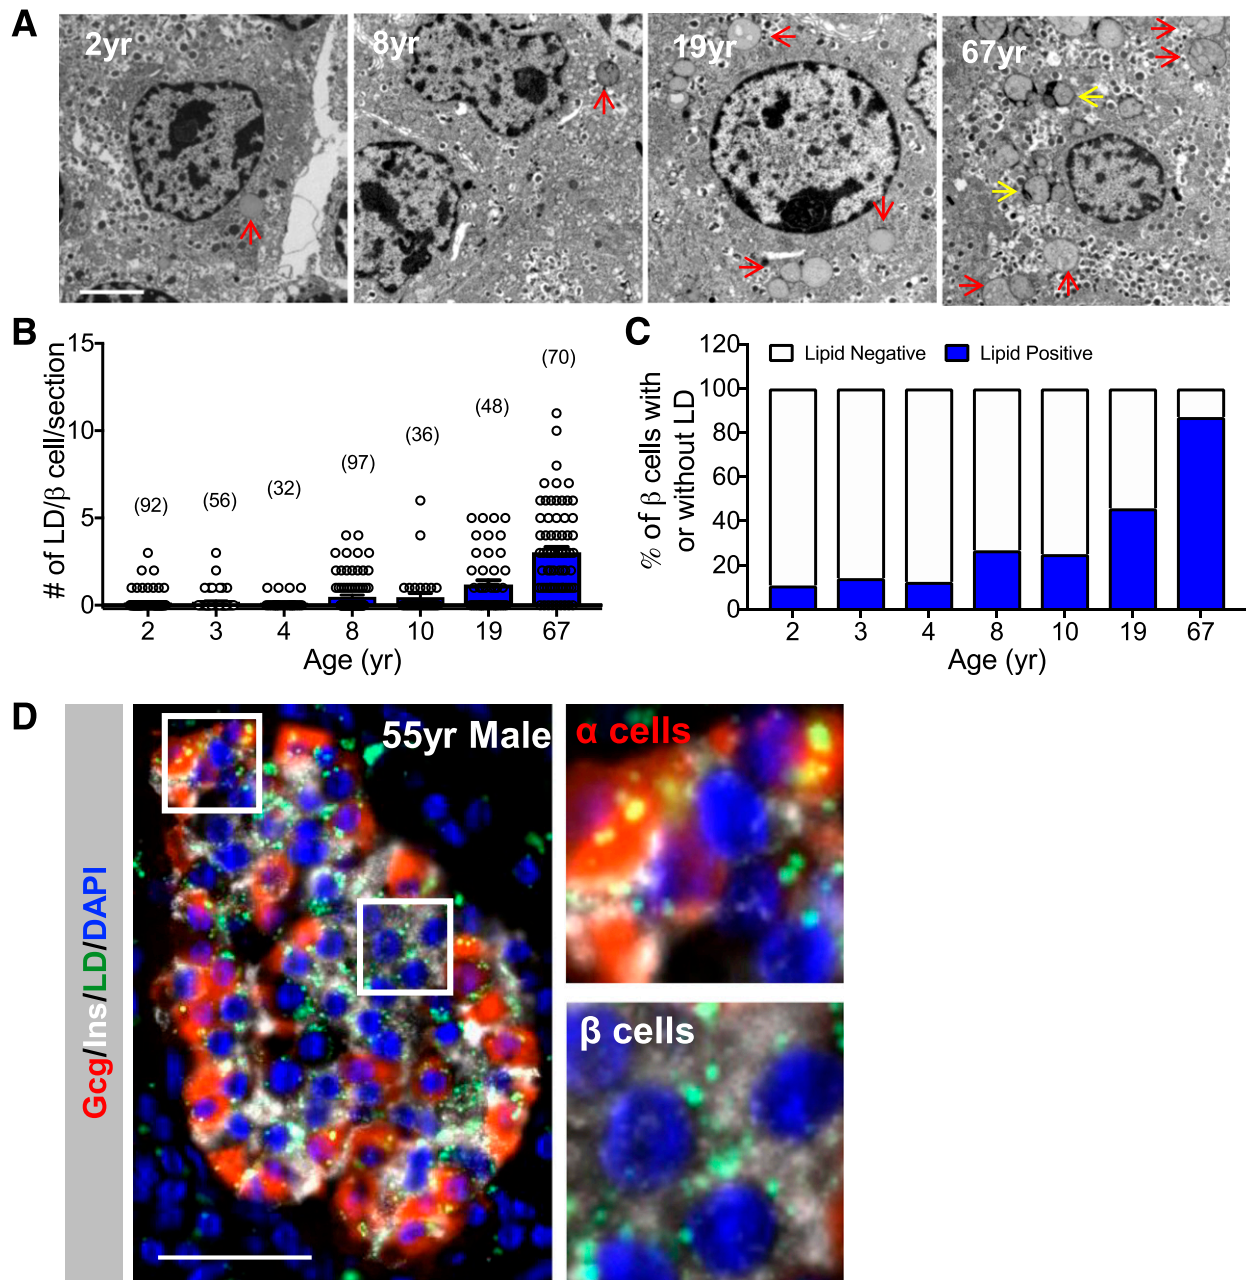 A
2yr
8yr
19yr
67yr
B
# of LD/β cell/section
15
10
5
0
(92)
(56)
(32)
(97)
(36)
(48)
(70)
2
3
4
8
10
19
67
Age (yr)
C
% of β cells with
or without LD
120
100
80
60
40
20
0
Lipid Negative
Lipid Positive
2
3
4
8
10
19
67
Age (yr)
D
Gcg/Ins/LD/DAPI
55yr Male
α cells
β cells